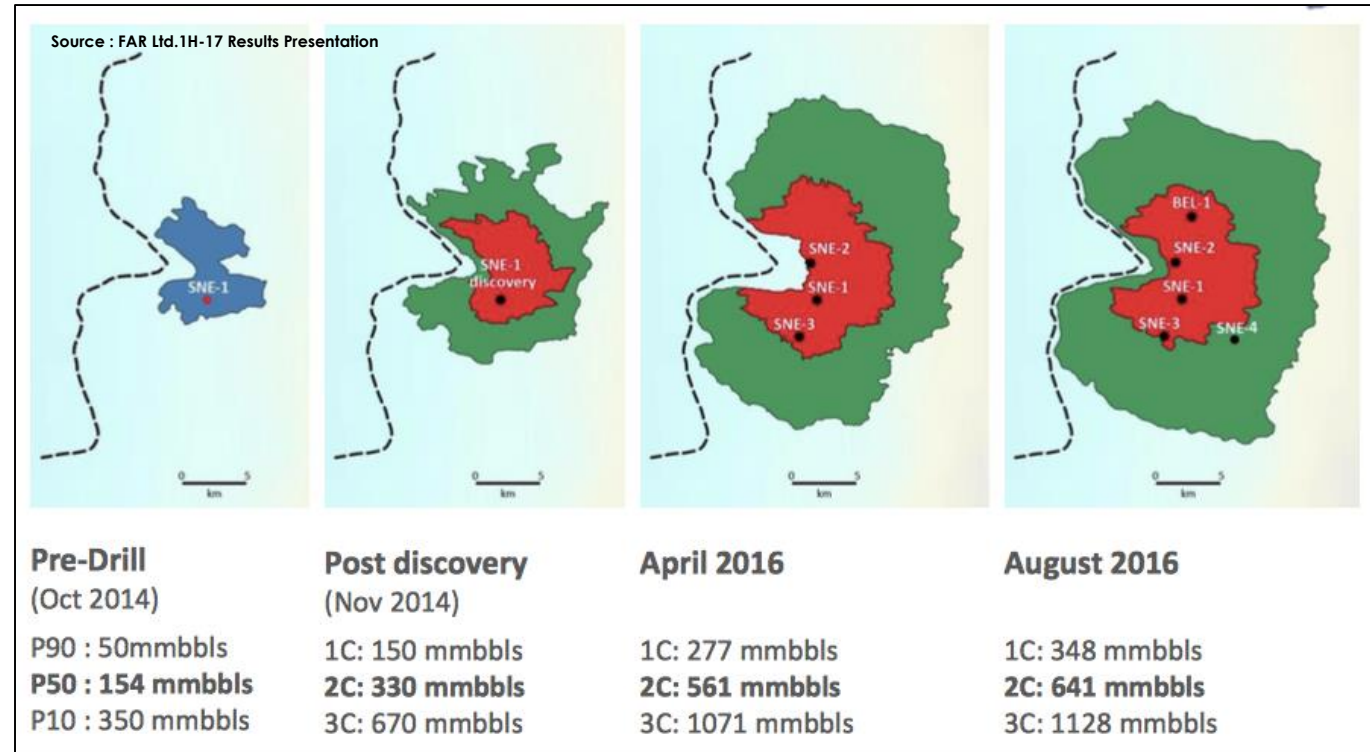 Source : FAR Ltd.1H-17 Results Presentation
SNE-1
0 5
km
SNE-1
discovery
0 5
km
SNE-2
SNE-1
SNE-3
0 5
km
BEL-1
SNE-2
SNE-1
SNE-3
SNE-4
0 5
km
Pre-Drill
(Oct 2014)
P90 : 50mmbbls
P50 : 154 mmbbls
P10 : 350 mmbbls
Post discovery
(Nov 2014)
1C: 150 mmbbls
2C: 330 mmbbls
3C: 670 mmbbls
April 2016
1C: 277 mmbbls
2C: 561 mmbbls
3C: 1071 mmbbls
August 2016
1C: 348 mmbbls
2C: 641 mmbbls
3C: 1128 mmbbls